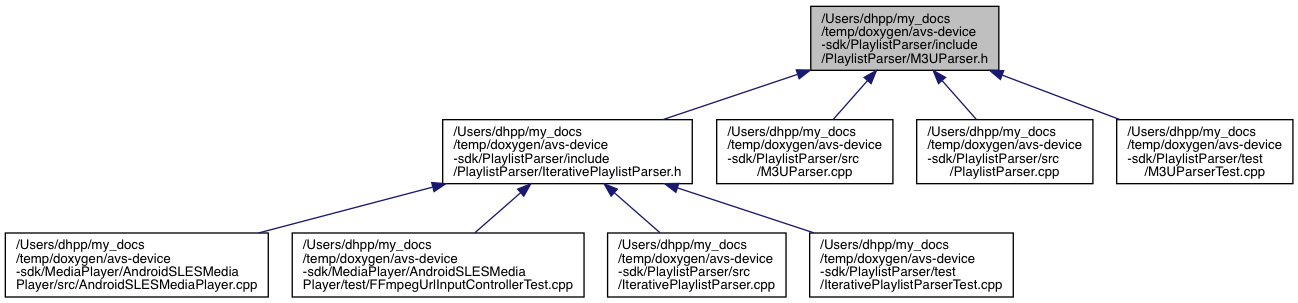 /Users/dhpp/my_docs
/temp/doxygen/avs-device
-sdk/PlaylistParser/include
/PlaylistParser/M3UParser.h
/Users/dhpp/my_docs
/temp/doxygen/avs-device
-sdk/PlaylistParser/include
/PlaylistParser/IterativePlaylistParser.h
/Users/dhpp/my_docs
/temp/doxygen/avs-device
-sdk/PlaylistParser/src
/M3UParser.cpp
/Users/dhpp/my_docs
/temp/doxygen/avs-device
-sdk/PlaylistParser/src
/PlaylistParser.cpp
/Users/dhpp/my_docs
/temp/doxygen/avs-device
-sdk/PlaylistParser/test
/M3UParserTest.cpp
/Users/dhpp/my_docs
/temp/doxygen/avs-device
-sdk/MediaPlayer/AndroidSLESMedia
Player/src/AndroidSLESMediaPlayer.cpp
/Users/dhpp/my_docs
/temp/doxygen/avs-device
-sdk/MediaPlayer/AndroidSLESMedia
Player/test/FFmpegUrlInputControllerTest.cpp
/Users/dhpp/my_docs
/temp/doxygen/avs-device
-sdk/PlaylistParser/src
/IterativePlaylistParser.cpp
/Users/dhpp/my_docs
/temp/doxygen/avs-device
-sdk/PlaylistParser/test
/IterativePlaylistParserTest.cpp